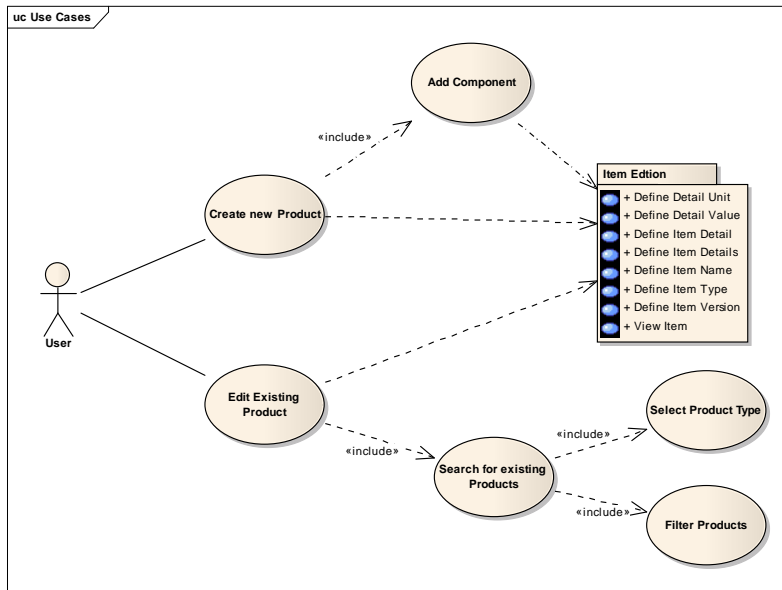 uc Use Cases
Add Component
«include»
Item Edtion
+ Define Detail Unit
+ Define Detail Value
+ Define Item Detail
+ Define Item Details
+ Define Item Name
+ Define Item Type
+ Define Item Version
+ View Item
Create new Product
User
Edit Existing
Product
«include»
Search for existing
Products
«include»
Select Product Type
«include»
Filter Products